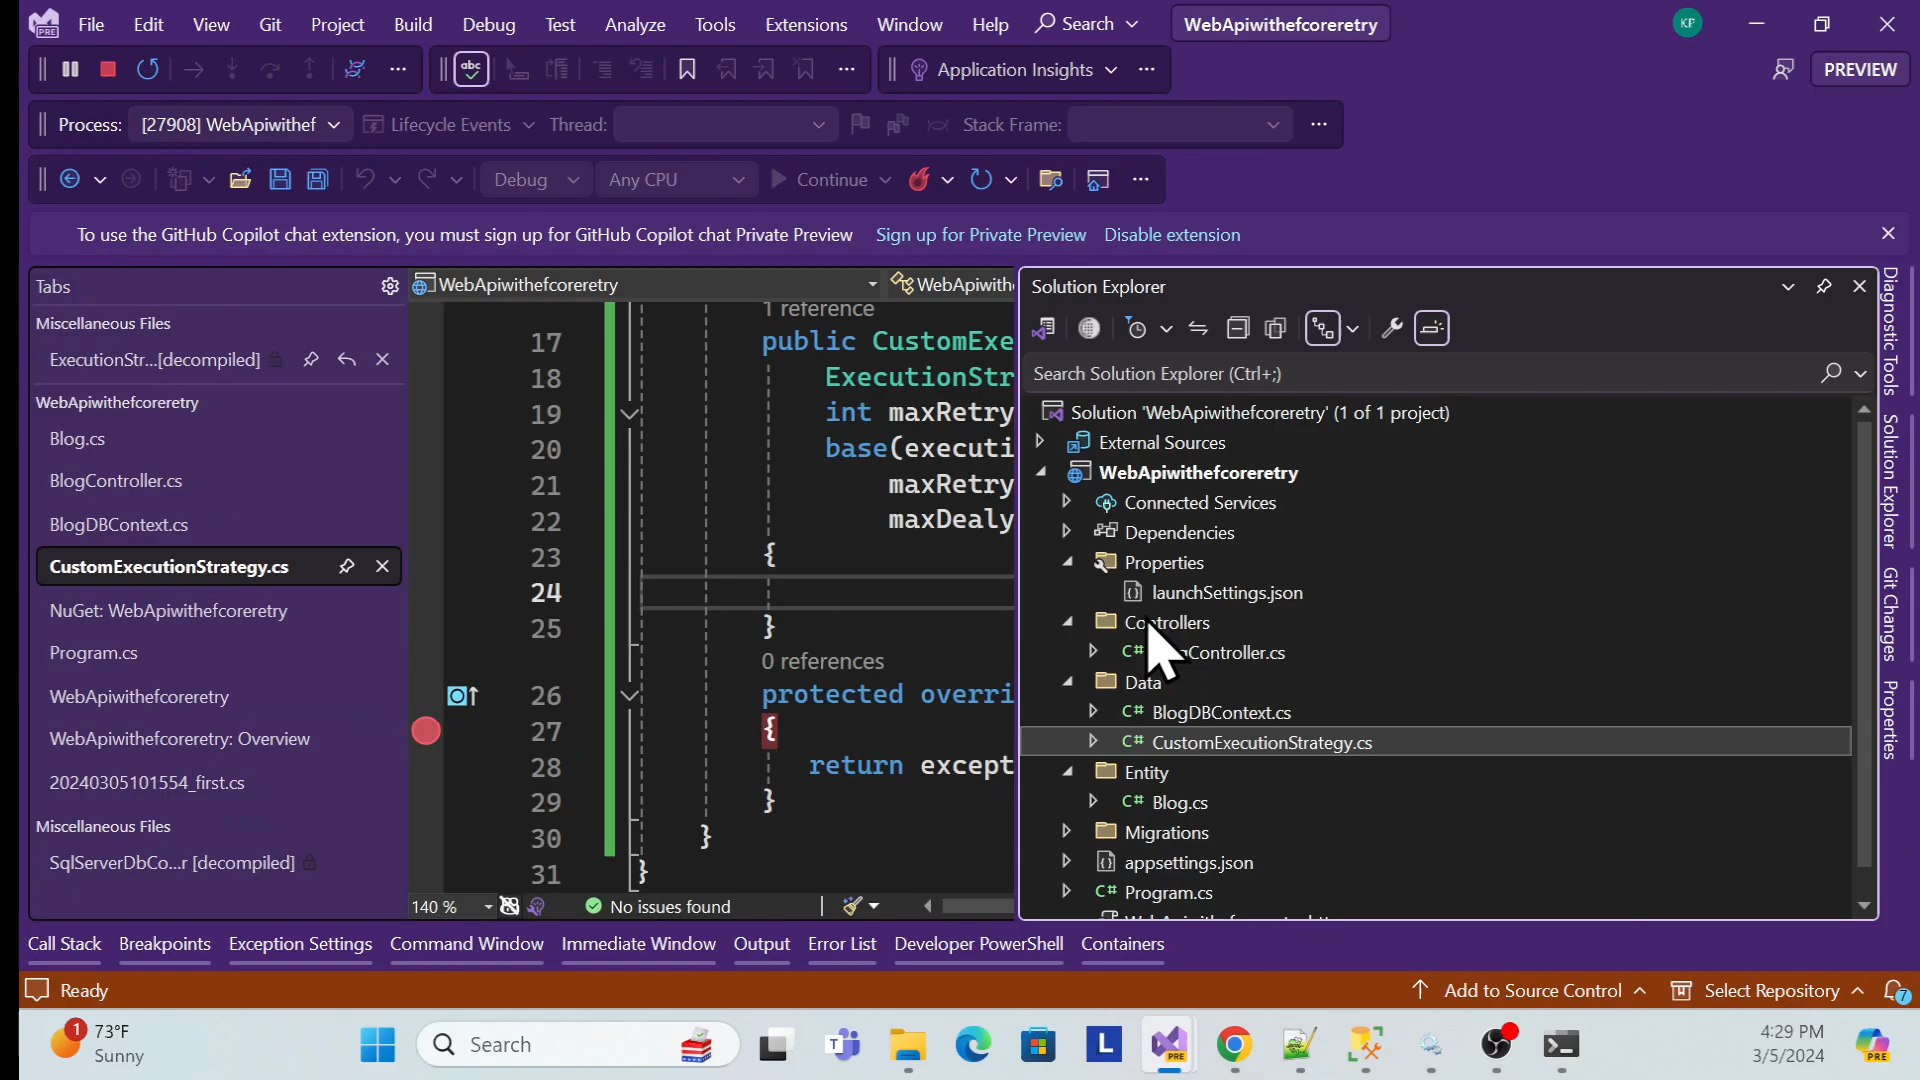 File Edit View Git Project Build Debug Test Analyze Tools Extensions Window Help Search WebApiwithefcoreretry KP
abc Application Insights PREVIEW
Process: [27908] WebApiwithef Lifecycle Events Thread: Stack Frame:
Debug Any CPU Continue
To use the GitHub Copilot chat extension, you must sign up for GitHub Copilot chat Private Preview Sign up for Private Preview Disable extension
Tabs
Miscellaneous Files
ExecutionStr...[decompiled]
WebApiwithefcoreretry
Blog.cs
BlogController.cs
BlogDBContext.cs
CustomExecutionStrategy.cs
NuGet: WebApiwithefcoreretry
Program.cs
WebApiwithefcoreretry
WebApiwithefcoreretry: Overview
20240305101554_first.cs
Miscellaneous Files
SqlServerDbCo...r [decompiled]
WebApiwithefcoreretry WebApiwith
1 reference
17 public CustomExe
18 ExecutionStr
19 int maxRetry
20 base(executi
21 maxRetry
22 maxDealy
23 {
24
25 }
0 references
26 protected overri
27 {
28 return except
29 }
30 }
31 }
140 % No issues found
Solution Explorer
Search Solution Explorer (Ctrl+;)
Solution 'WebApiwithefcoreretry' (1 of 1 project)
External Sources
WebApiwithefcoreretry
Connected Services
Dependencies
Properties
launchSettings.json
Controllers
C# Controller.cs
Data
C# BlogDBContext.cs
C# CustomExecutionStrategy.cs
Entity
C# Blog.cs
Migrations
appsettings.json
C# Program.cs
Diagnostic Tools
Solution Explorer
Git Changes
Properties
Call Stack Breakpoints Exception Settings Command Window Immediate Window Output Error List Developer PowerShell Containers
Ready Add to Source Control Select Repository 7
1 73°F
Sunny
Search
L
PRE
4:29 PM
3/5/2024
PRE